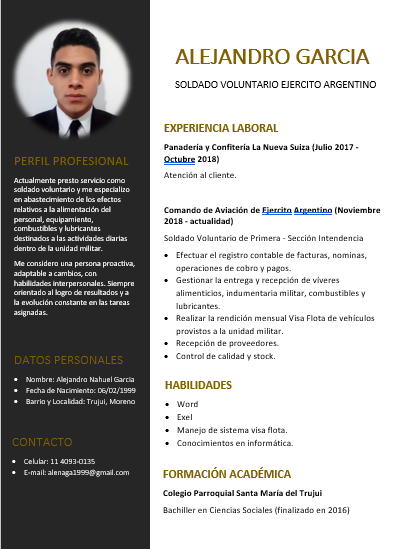 ALEJANDRO GARCIA
SOLDADO VOLUNTARIO EJERCITO ARGENTINO
PERFIL PROFESIONAL
Actualmente presto servicio como
soldado voluntario y me especializo
en abastecimiento de los efectos
relativos a la alimentación del
personal, equipamiento,
combustibles y lubricantes
destinados a las actividades diarias
dentro de la unidad militar.
Me considero una persona proactiva,
adaptable a cambios, con
habilidades interpersonales. Siempre
orientado al logro de resultados y a
la evolución constante en las tareas
asignadas.
DATOS PERSONALES
• Nombre: Alejandro Nahuel Garcia
• Fecha de Nacimiento: 06/02/1999
• Barrio y Localidad: Trujui, Moreno
CONTACTO
• Celular: 11 4093-0135
• E-mail: alenaga1999@gmail.com
EXPERIENCIA LABORAL
Panadería y Confitería La Nueva Suiza (Julio 2017 -
Octubre 2018)
Atención al cliente.
Comando de Aviación de Ejercito Argentino (Noviembre
2018 - actualidad)
Soldado Voluntario de Primera - Sección Intendencia
• Efectuar el registro contable de facturas, nominas,
operaciones de cobro y pagos.
• Gestionar la entrega y recepción de víveres
alimenticios, indumentaria militar, combustibles y
lubricantes.
• Realizar la rendición mensual Visa Flota de vehículos
provistos a la unidad militar.
• Recepción de proveedores.
• Control de calidad y stock.
HABILIDADES
• Word
• Exel
• Manejo de sistema visa flota.
• Conocimientos en informática.
FORMACIÓN ACADÉMICA
Colegio Parroquial Santa María del Trujui
Bachiller en Ciencias Sociales (finalizado en 2016)